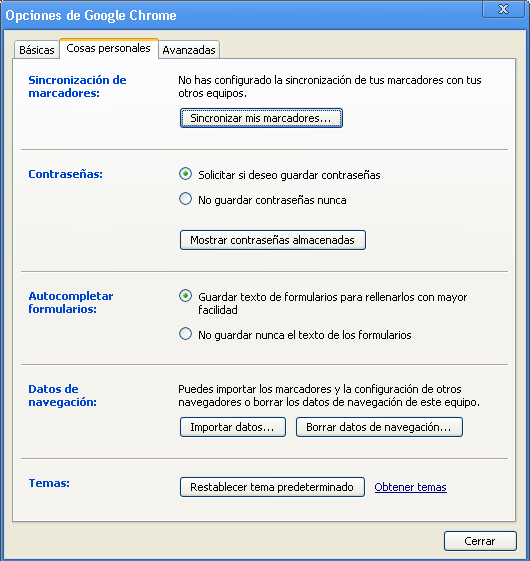 Opciones de Google Chrome
Básicas Cosas personales Avanzadas
Sincronización de marcadores:
No has configurado la sincronización de tus marcadores con tus
otros equipos.
Sincronizar mis marcadores...
Contraseñas:
Solicitar si deseo guardar contraseñas
No guardar contraseñas nunca
Mostrar contraseñas almacenadas
Autocompletar
formularios:
Guardar texto de formularios para rellenarlos con mayor
facilidad
No guardar nunca el texto de los formularios
Datos de
navegación:
Puedes importar los marcadores y la configuración de otros
navegadores o borrar los datos de navegación de este equipo.
Importar datos... Borrar datos de navegación...
Temas:
Restablecer tema predeterminado Obtener temas
Cerrar